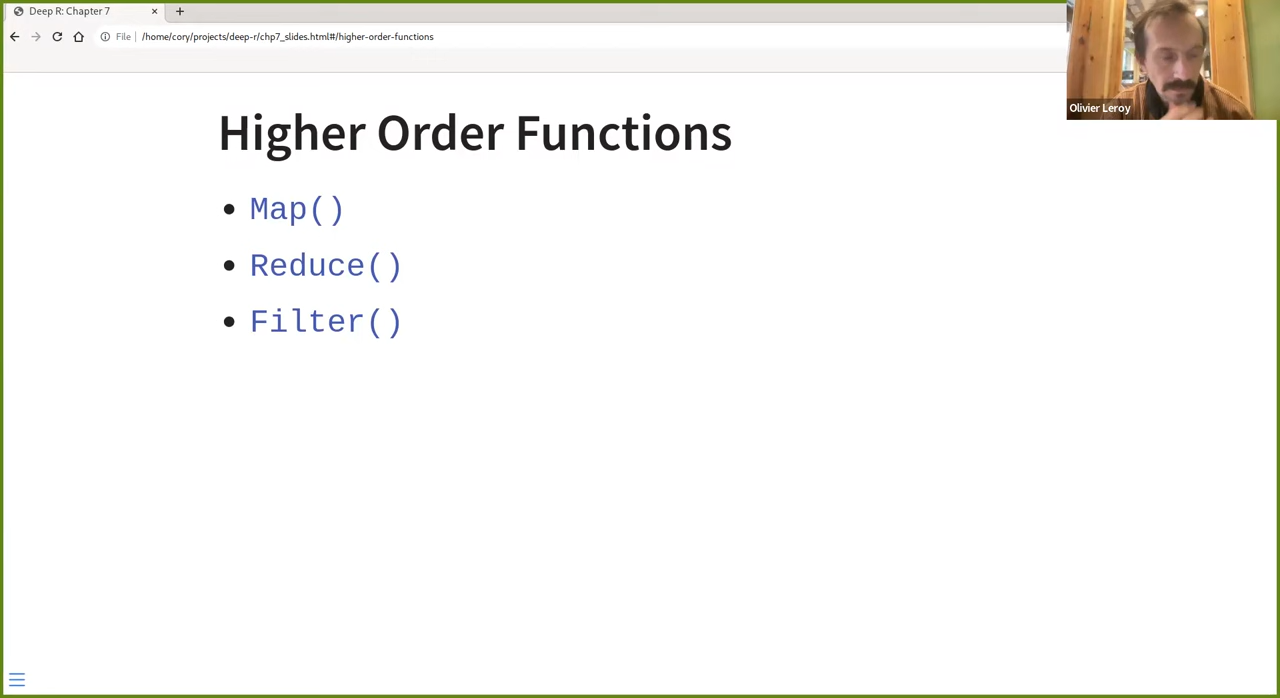 Deep R: Chapter 7
File
/home/cory/projects/deep-r/chp7_slides.html#/higher-order-functions
Olivier Leroy
Higher Order Functions
Map()
Reduce()
Filter()